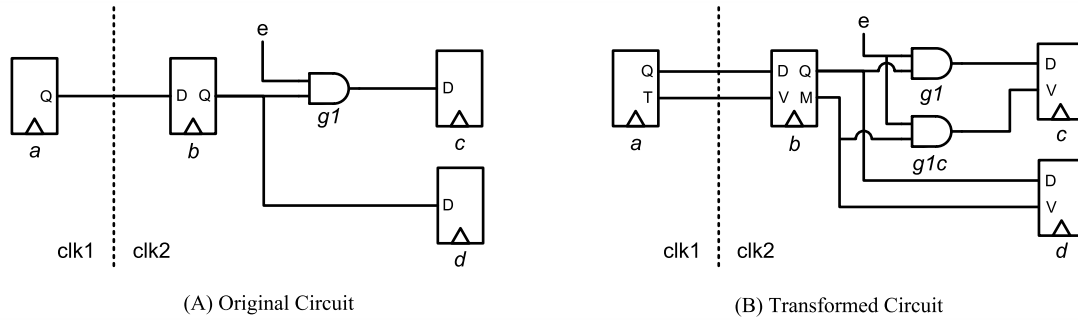 e
Q
a
D Q
b
g1
D
c
D
d
clk1 clk2
(A) Original Circuit
e
Q
T
a
D Q
V M
b
g1
g1c
D
V
c
D
V
d
clk1 clk2
(B) Transformed Circuit